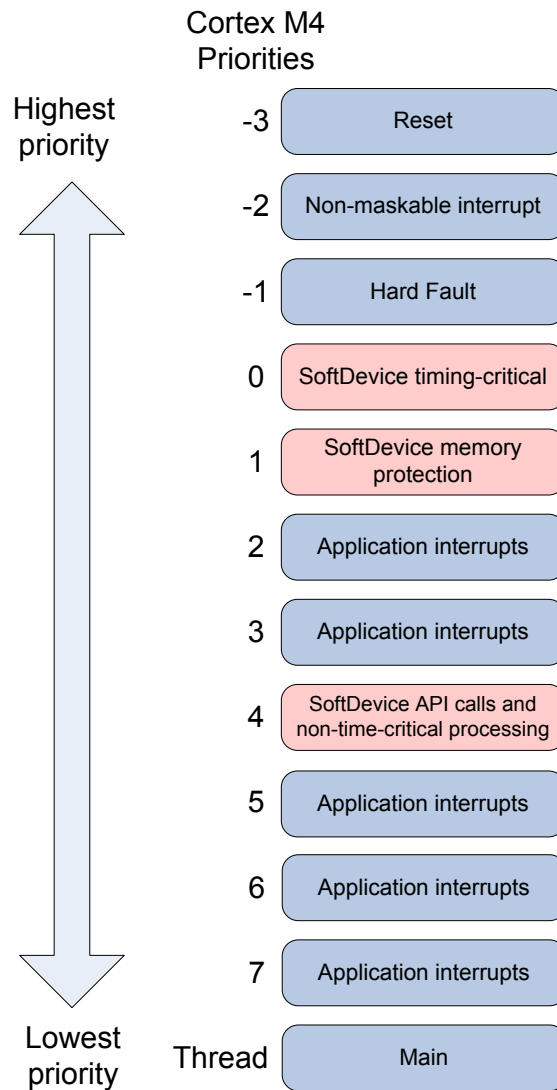 Cortex M4
Priorities
Highest
priority
-3 Reset
-2 Non-maskable interrupt
-1 Hard Fault
0 SoftDevice timing-critical
1 SoftDevice memory
protection
2 Application interrupts
3 Application interrupts
4 SoftDevice API calls and
non-time-critical processing
5 Application interrupts
6 Application interrupts
7 Application interrupts
Lowest
priority
Thread Main